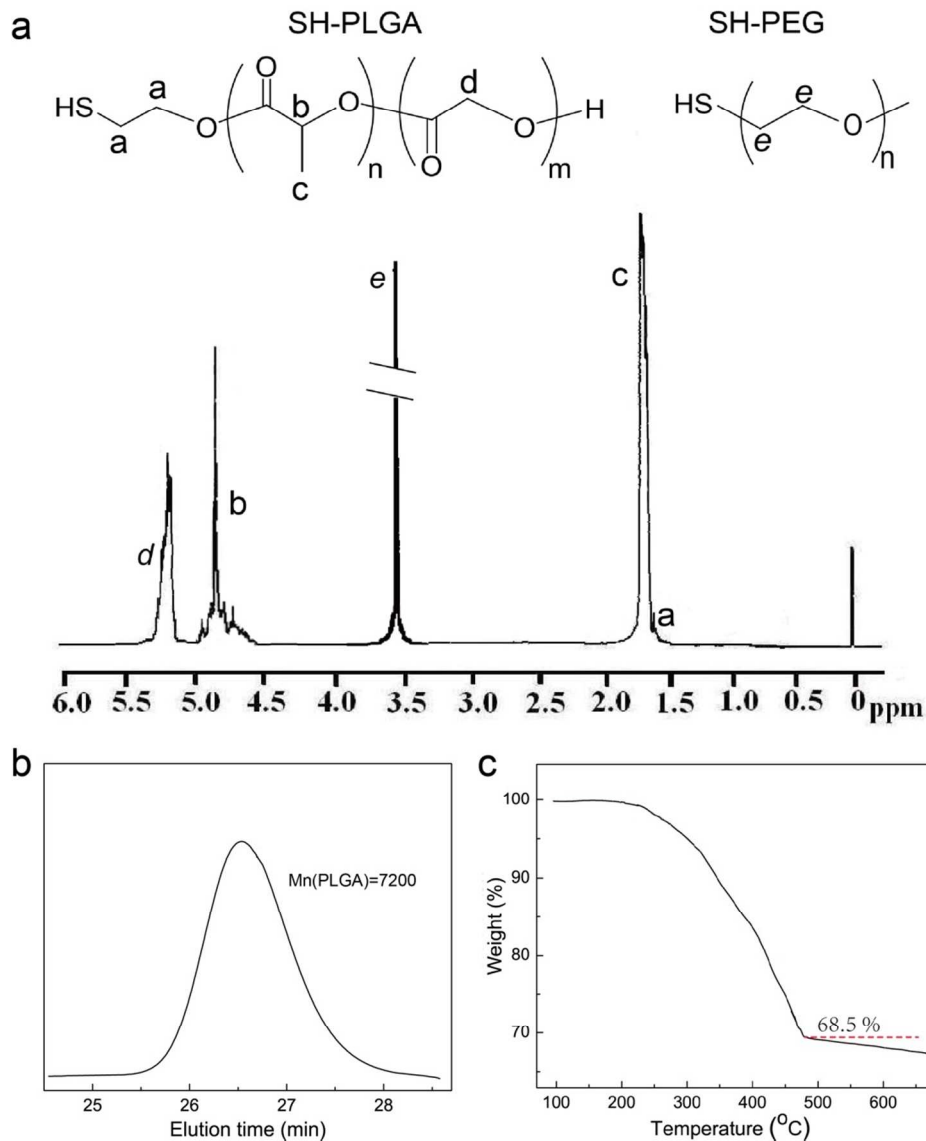 a
SH-PLGA
SH-PEG
HS
a
a
O
O
b
O
c
n
O
d
O
m
H
HS
e
e
O
n
d
b
e
c
a
6.0 5.5 5.0 4.5 4.0 3.5 3.0 2.5 2.0 1.5 1.0 0.5 0 ppm
b
Mn(PLGA)=7200
25 26 27 28
Elution time (min)
c
100
90
80
70
Weight (%)
68.5 %
100 200 300 400 500 600
Temperature (°C)